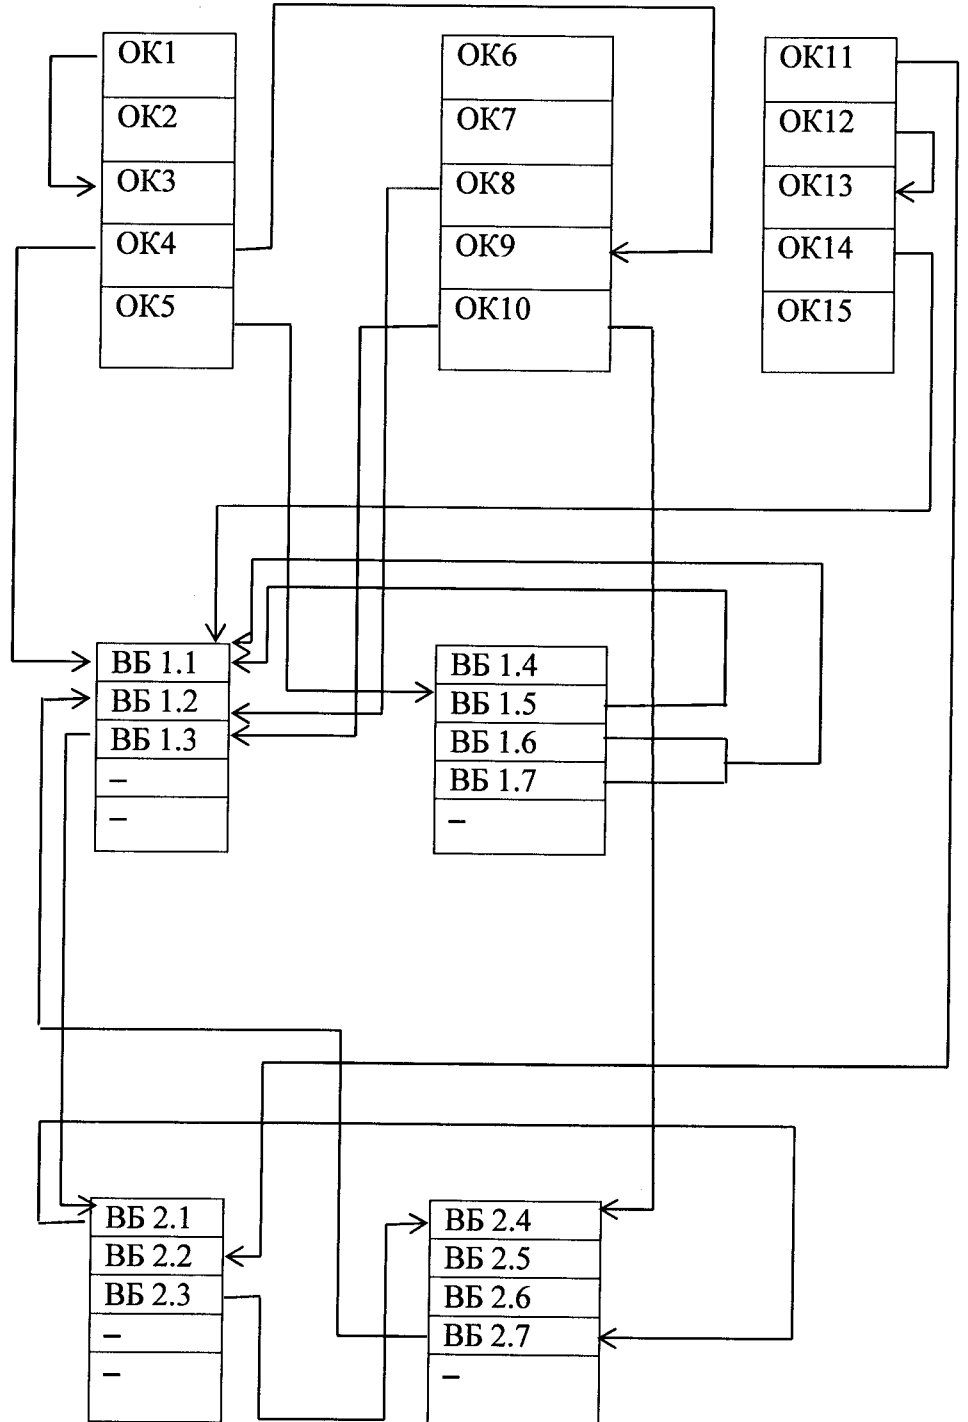 ОК1
ОК2
ОК3
ОК4
ОК5
ОК6
ОК7
ОК8
ОК9
ОК10
ОК11
ОК12
ОК13
ОК14
ОК15
ВБ 1.1
ВБ 1.2
ВБ 1.3
–
–
ВБ 1.4
ВБ 1.5
ВБ 1.6
ВБ 1.7
–
ВБ 2.1
ВБ 2.2
ВБ 2.3
–
–
ВБ 2.4
ВБ 2.5
ВБ 2.6
ВБ 2.7
–